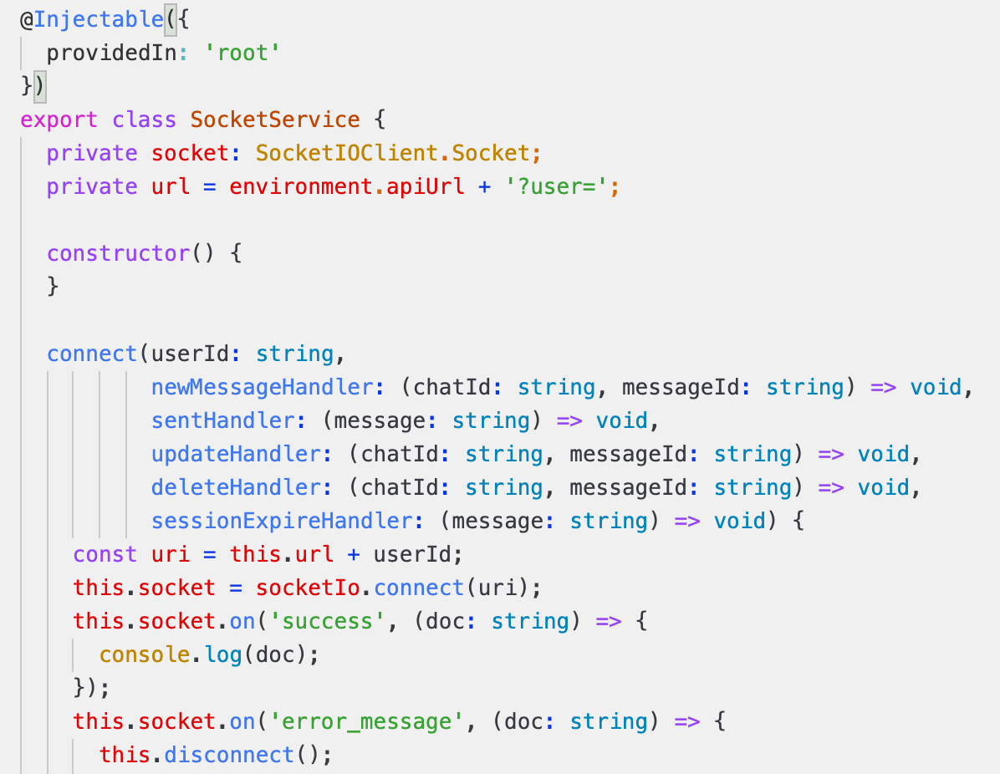 @Injectable({
  providedIn: 'root'
})
export class SocketService {
  private socket: SocketIOClient.Socket;
  private url = environment.apiUrl + '?user=';

  constructor() {
  }

  connect(userId: string,
          newMessageHandler: (chatId: string, messageId: string) => void,
          sentHandler: (message: string) => void,
          updateHandler: (chatId: string, messageId: string) => void,
          deleteHandler: (chatId: string, messageId: string) => void,
          sessionExpireHandler: (message: string) => void) {
    const uri = this.url + userId;
    this.socket = socketIo.connect(uri);
    this.socket.on('success', (doc: string) => {
      console.log(doc);
    });
    this.socket.on('error_message', (doc: string) => {
      this.disconnect();